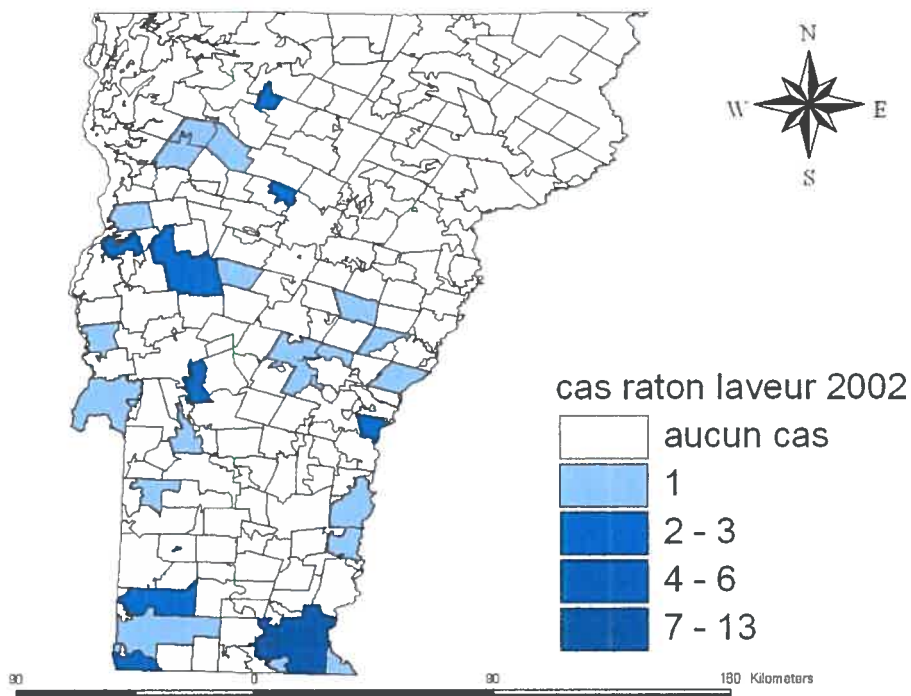 N
W E
S
cas raton laveur 2002
aucun cas
1
2 - 3
4 - 6
7 - 13
90 0 90 180 Kilometers